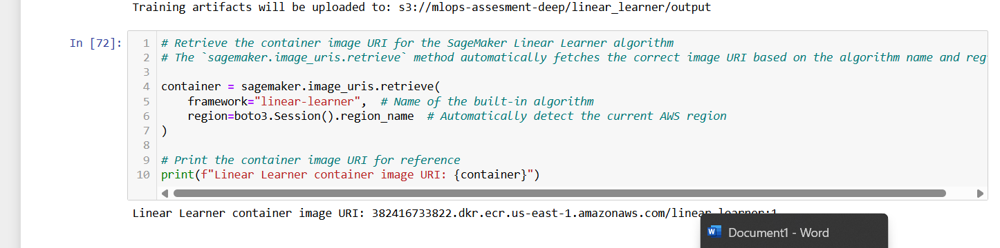 Training artifacts will be uploaded to: s3://mlops-assesment-deep/linear_learner/output
In [72]:
1 # Retrieve the container image URI for the SageMaker Linear Learner algorithm
2 # The `sagemaker.image_uris.retrieve` method automatically fetches the correct image URI based on the algorithm name and reg
3
4 container = sagemaker.image_uris.retrieve(
5 framework="linear-learner",  # Name of the built-in algorithm
6 region=boto3.Session().region_name  # Automatically detect the current AWS region
7 )
8
9 # Print the container image URI for reference
10 print(f"Linear Learner container image URI: {container}")
Linear Learner container image URI: 382416733822.dkr.ecr.us-east-1.amazonaws.com/linear-learner:1
Document1 - Word